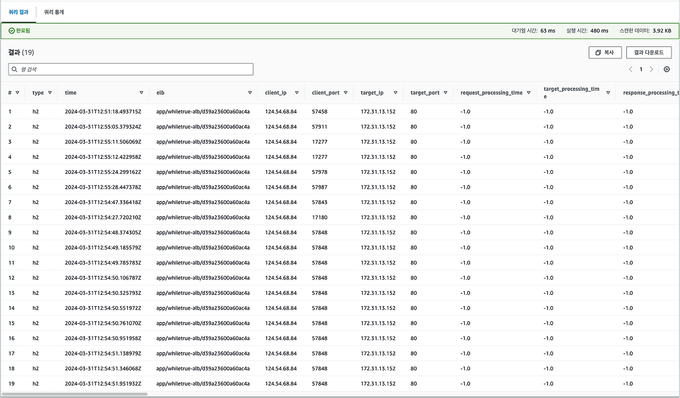 쿼리 결과 쿼리 통계
완료됨 대기열 시간: 63 ms 실행 시간: 480 ms 스캔한 데이터: 3.92 KB
결과 (19) 복사 결과 다운로드
행 검색 1
# type time elb client_ip client_port target_ip target_port request_processing_time target_processing_time response_processing_t
1 h2 2024-03-31T12:51:18.493715Z app/whiletrue-alb/d39a23600a60ac4a 124.54.68.84 57458 172.31.13.152 80 -1.0 -1.0 -1.0
2 h2 2024-03-31T12:55:05.379324Z app/whiletrue-alb/d39a23600a60ac4a 124.54.68.84 57911 172.31.13.152 80 -1.0 -1.0 -1.0
3 h2 2024-03-31T12:55:11.506069Z app/whiletrue-alb/d39a23600a60ac4a 124.54.68.84 17277 172.31.13.152 80 -1.0 -1.0 -1.0
4 h2 2024-03-31T12:55:12.422958Z app/whiletrue-alb/d39a23600a60ac4a 124.54.68.84 17277 172.31.13.152 80 -1.0 -1.0 -1.0
5 h2 2024-03-31T12:55:24.299162Z app/whiletrue-alb/d39a23600a60ac4a 124.54.68.84 57978 172.31.13.152 80 -1.0 -1.0 -1.0
6 h2 2024-03-31T12:55:28.447378Z app/whiletrue-alb/d39a23600a60ac4a 124.54.68.84 57987 172.31.13.152 80 -1.0 -1.0 -1.0
7 h2 2024-03-31T12:54:47.336418Z app/whiletrue-alb/d39a23600a60ac4a 124.54.68.84 57843 172.31.13.152 80 -1.0 -1.0 -1.0
8 h2 2024-03-31T12:54:27.720210Z app/whiletrue-alb/d39a23600a60ac4a 124.54.68.84 17180 172.31.13.152 80 -1.0 -1.0 -1.0
9 h2 2024-03-31T12:54:48.374305Z app/whiletrue-alb/d39a23600a60ac4a 124.54.68.84 57848 172.31.13.152 80 -1.0 -1.0 -1.0
10 h2 2024-03-31T12:54:49.185579Z app/whiletrue-alb/d39a23600a60ac4a 124.54.68.84 57848 172.31.13.152 80 -1.0 -1.0 -1.0
11 h2 2024-03-31T12:54:49.785783Z app/whiletrue-alb/d39a23600a60ac4a 124.54.68.84 57848 172.31.13.152 80 -1.0 -1.0 -1.0
12 h2 2024-03-31T12:54:50.106787Z app/whiletrue-alb/d39a23600a60ac4a 124.54.68.84 57848 172.31.13.152 80 -1.0 -1.0 -1.0
13 h2 2024-03-31T12:54:50.325793Z app/whiletrue-alb/d39a23600a60ac4a 124.54.68.84 57848 172.31.13.152 80 -1.0 -1.0 -1.0
14 h2 2024-03-31T12:54:50.551972Z app/whiletrue-alb/d39a23600a60ac4a 124.54.68.84 57848 172.31.13.152 80 -1.0 -1.0 -1.0
15 h2 2024-03-31T12:54:50.761070Z app/whiletrue-alb/d39a23600a60ac4a 124.54.68.84 57848 172.31.13.152 80 -1.0 -1.0 -1.0
16 h2 2024-03-31T12:54:50.951958Z app/whiletrue-alb/d39a23600a60ac4a 124.54.68.84 57848 172.31.13.152 80 -1.0 -1.0 -1.0
17 h2 2024-03-31T12:54:51.138979Z app/whiletrue-alb/d39a23600a60ac4a 124.54.68.84 57848 172.31.13.152 80 -1.0 -1.0 -1.0
18 h2 2024-03-31T12:54:51.346068Z app/whiletrue-alb/d39a23600a60ac4a 124.54.68.84 57848 172.31.13.152 80 -1.0 -1.0 -1.0
19 h2 2024-03-31T12:54:51.951932Z app/whiletrue-alb/d39a23600a60ac4a 124.54.68.84 57848 172.31.13.152 80 -1.0 -1.0 -1.0